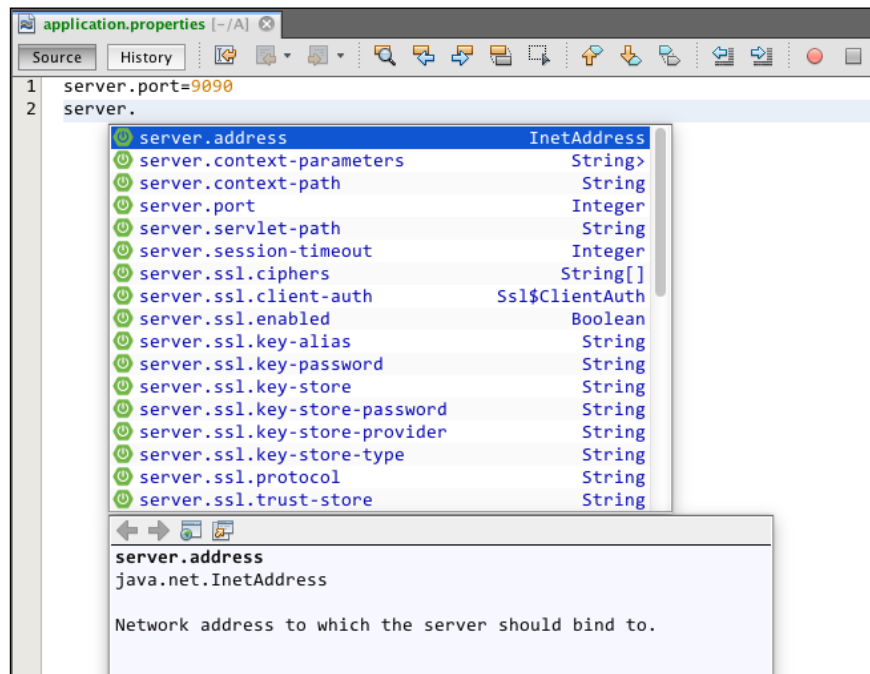 application.properties [-/A]
Source History
1 server.port=9090
2 server.
server.address InetAddress
server.context-parameters String>
server.context-path String
server.port Integer
server.servlet-path String
server.session-timeout Integer
server.ssl.ciphers String[]
server.ssl.client-auth Ssl$ClientAuth
server.ssl.enabled Boolean
server.ssl.key-alias String
server.ssl.key-password String
server.ssl.key-store String
server.ssl.key-store-password String
server.ssl.key-store-provider String
server.ssl.key-store-type String
server.ssl.protocol String
server.ssl.trust-store String
server.address
java.net.InetAddress
Network address to which the server should bind to.